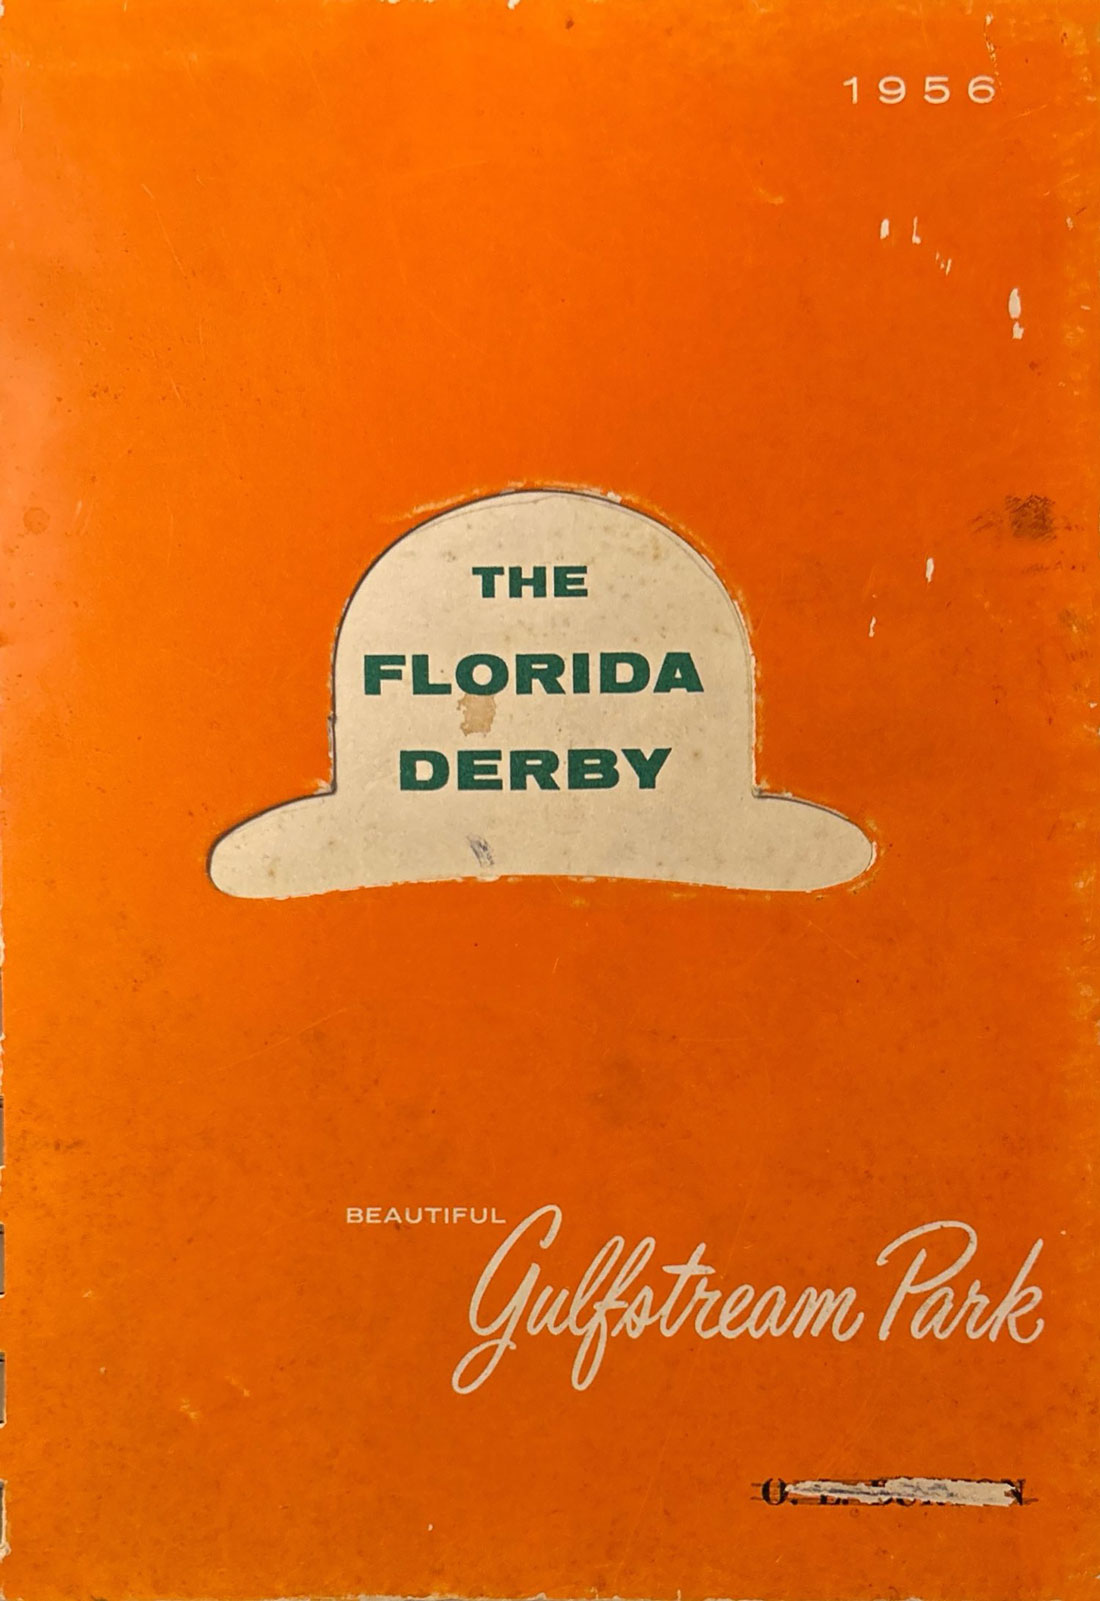 1956
THE
FLORIDA
DERBY
BEAUTIFUL
Gulfstream Park
O. L.